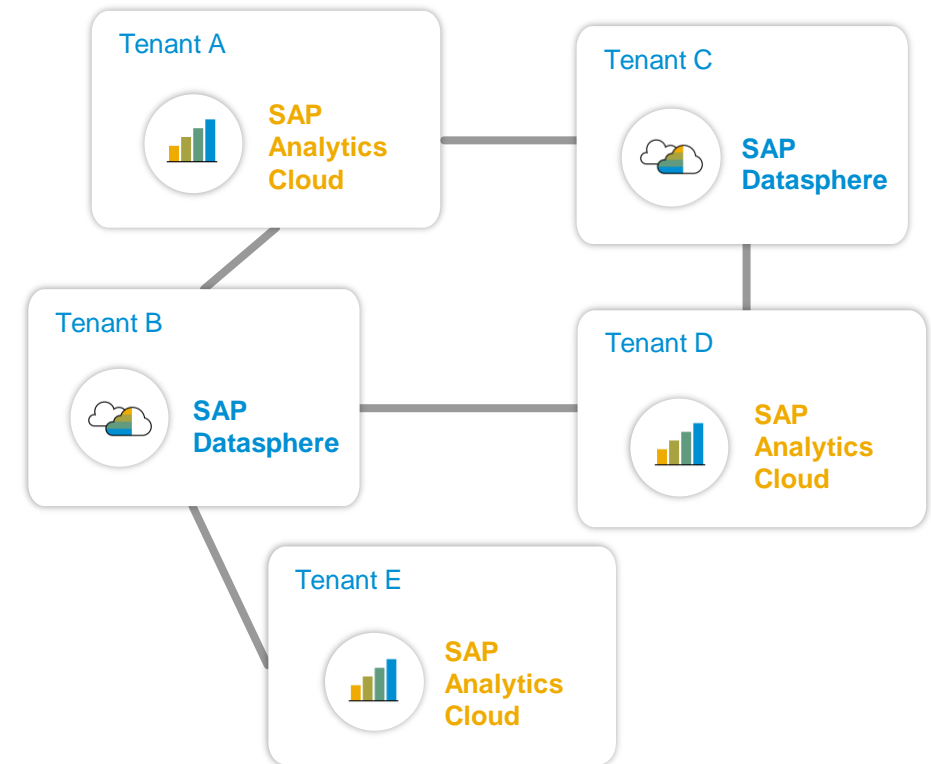 Tenant A
SAP
Analytics
Cloud
Tenant C
SAP
Datasphere
Tenant B
SAP
Datasphere
Tenant D
SAP
Analytics
Cloud
Tenant E
SAP
Analytics
Cloud